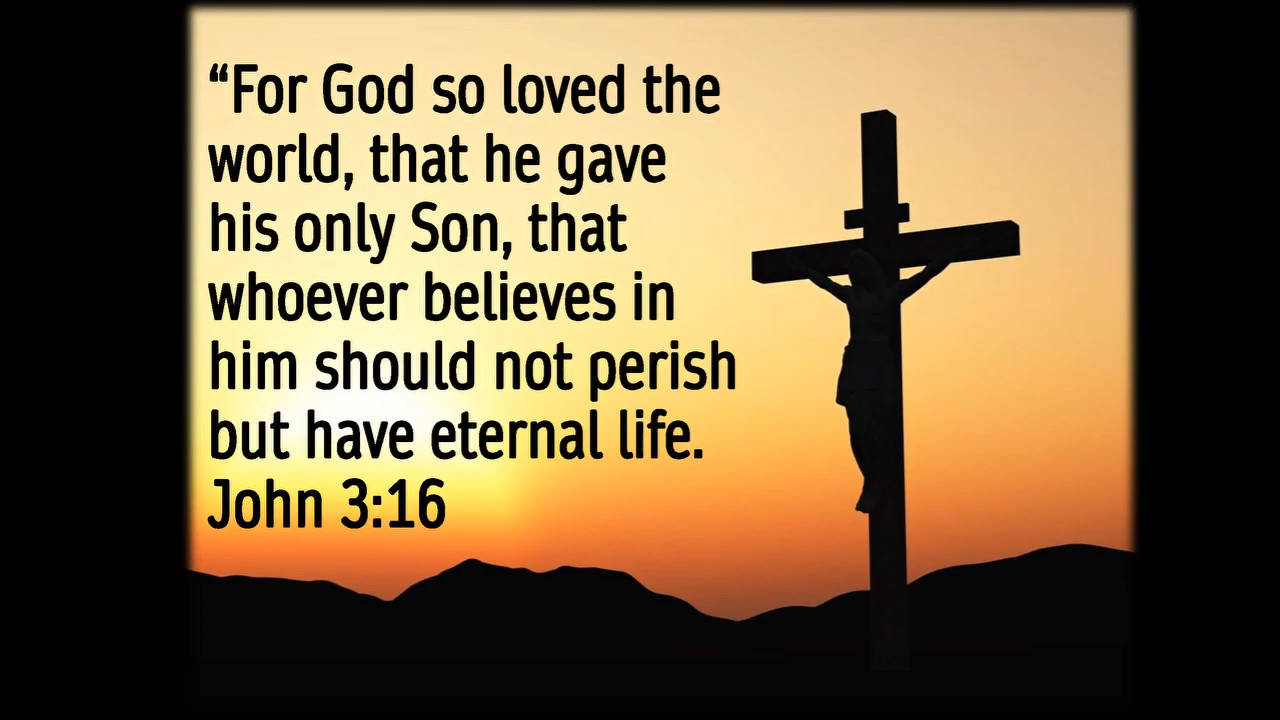 “For God so loved the
world, that he gave
his only Son, that
whoever believes in
him should not perish
but have eternal life.
John 3:16